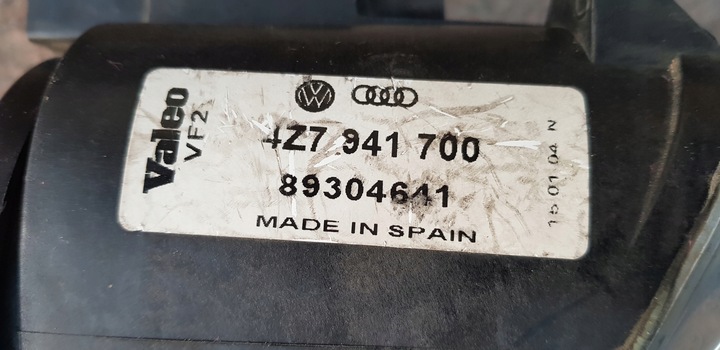 Valeo
VF2
4Z7 941 700
89304641
MADE IN SPAIN
15 01 04 N